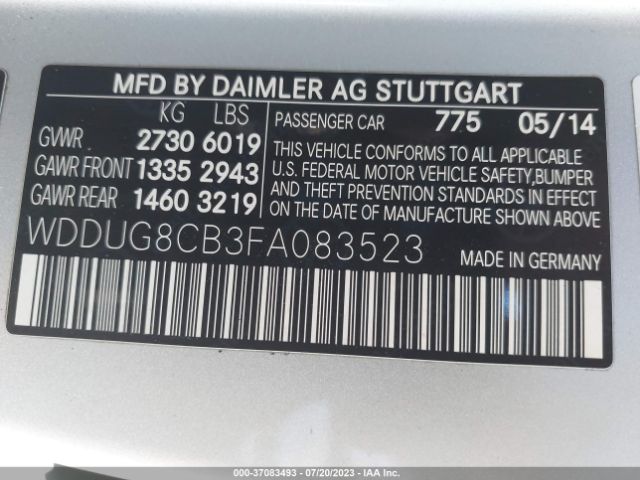 MFD BY DAIMLER AG STUTTGART
KG LBS
GVWR 2730 6019
GAWR FRONT 1335 2943
GAWR REAR 1460 3219
PASSENGER CAR 775 05/14
THIS VEHICLE CONFORMS TO ALL APPLICABLE
U.S. FEDERAL MOTOR VEHICLE SAFETY,BUMPER
AND THEFT PREVENTION STANDARDS IN EFFECT
ON THE DATE OF MANUFACTURE SHOWN ABOVE
WDDUG8CB3FA083523
MADE IN GERMANY
000-37083493 - 07/20/2023 - IAA Inc.